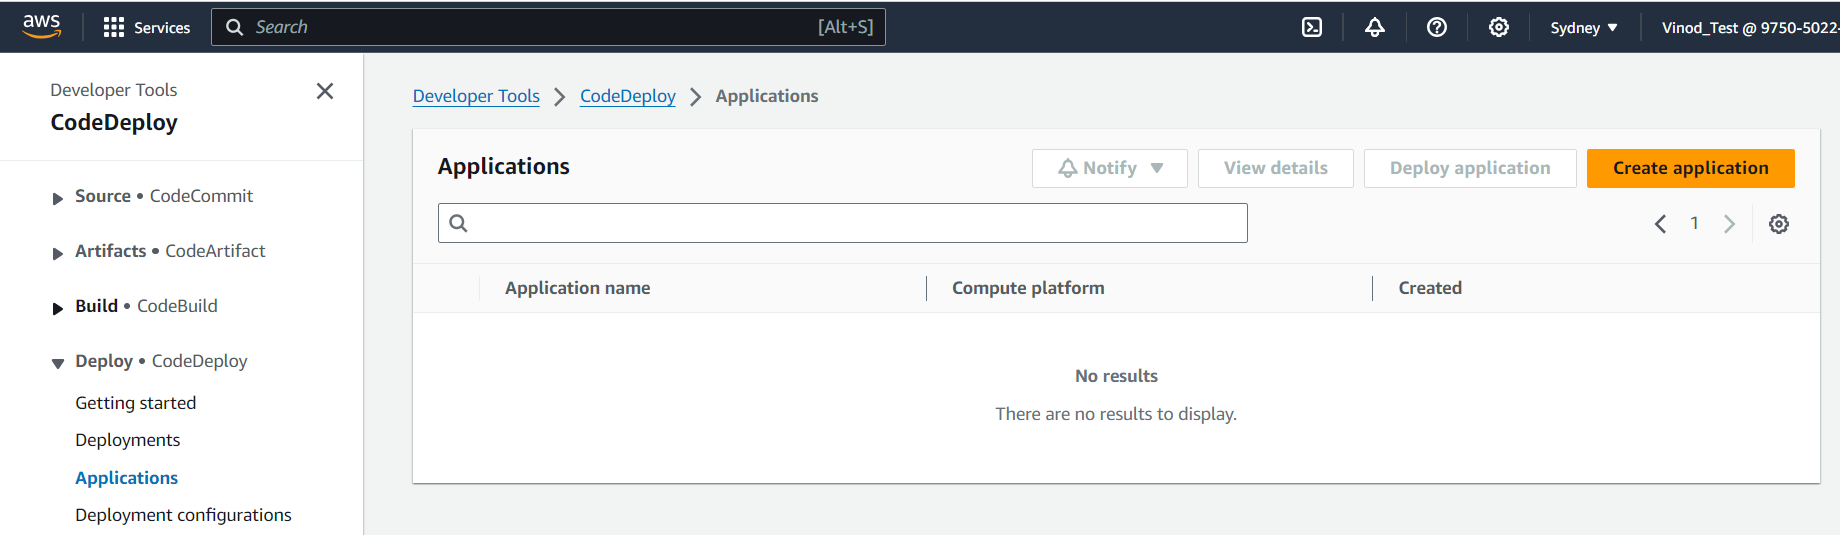 aws Services Search [Alt+S] Sydney Vinod_Test @ 9750-5022-
Developer Tools
CodeDeploy
Source • CodeCommit
Artifacts • CodeArtifact
Build • CodeBuild
Deploy • CodeDeploy
Getting started
Deployments
Applications
Deployment configurations
Developer Tools CodeDeploy Applications
Applications Notify View details Deploy application Create application
1
Application name Compute platform Created
No results
There are no results to display.